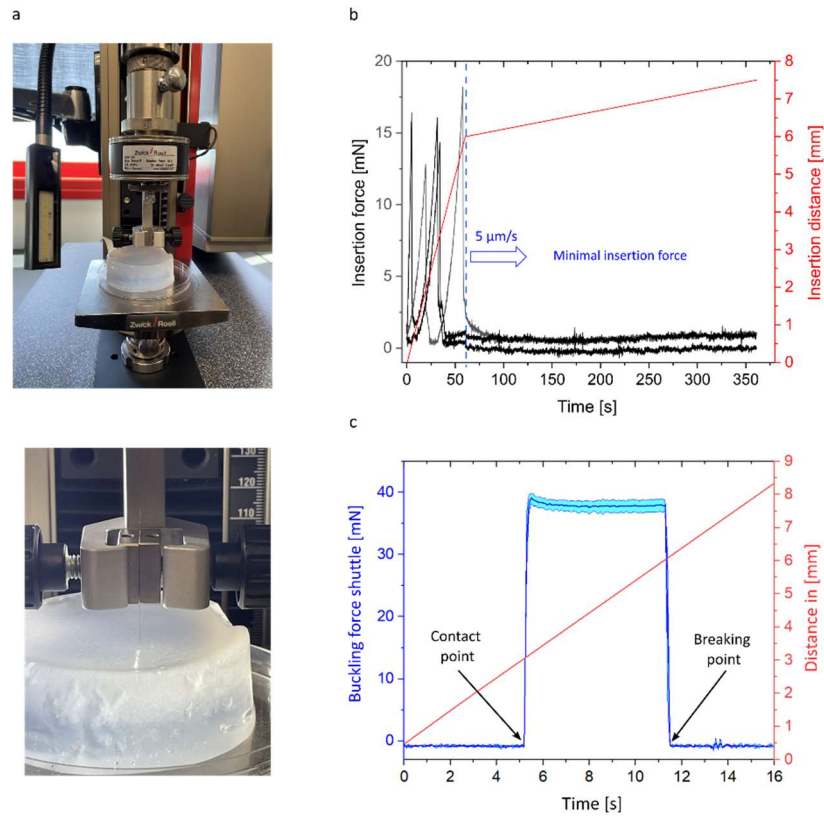 a
Zwick / Roell
Zwick / Roell
130
120
110
b
Insertion force [mN]
20
15
10
5
0
5 µm/s
Minimal insertion force
0 50 100 150 200 250 300 350
Time [s]
8
7
6
5
4
3
2
1
0
Insertion distance [mm]
c
Buckling force shuttle [mN]
40
30
20
10
0
Contact
point
Breaking
point
0 2 4 6 8 10 12 14 16
Time [s]
9
8
7
6
5
4
3
2
1
0
Distance in [mm]